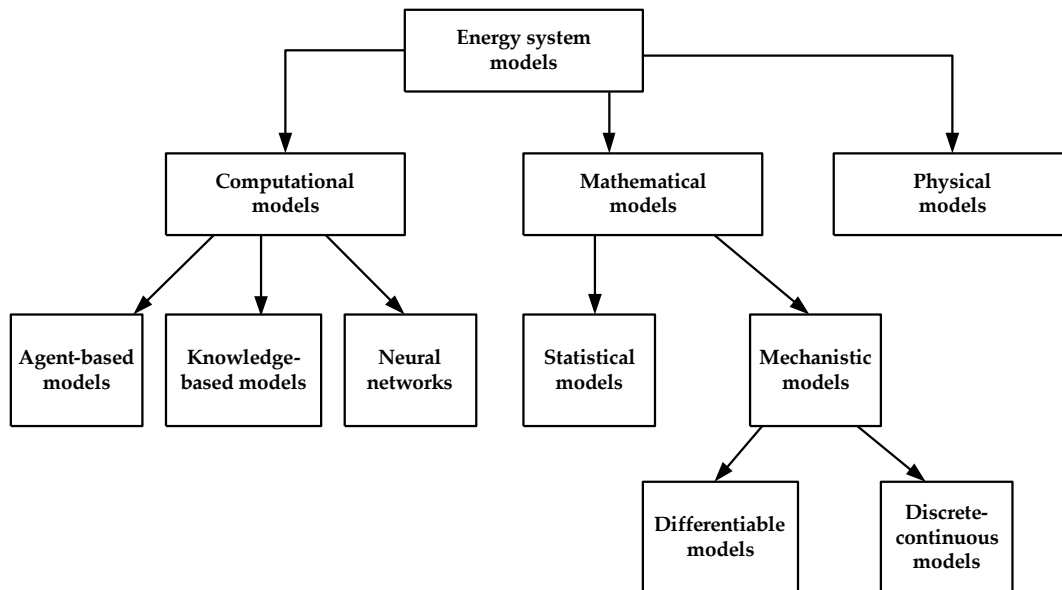 Energy system
models
Computational
models
Mathematical
models
Physical
models
Agent-based
models
Knowledge-
based models
Neural
networks
Statistical
models
Mechanistic
models
Differentiable
models
Discrete-
continuous
models